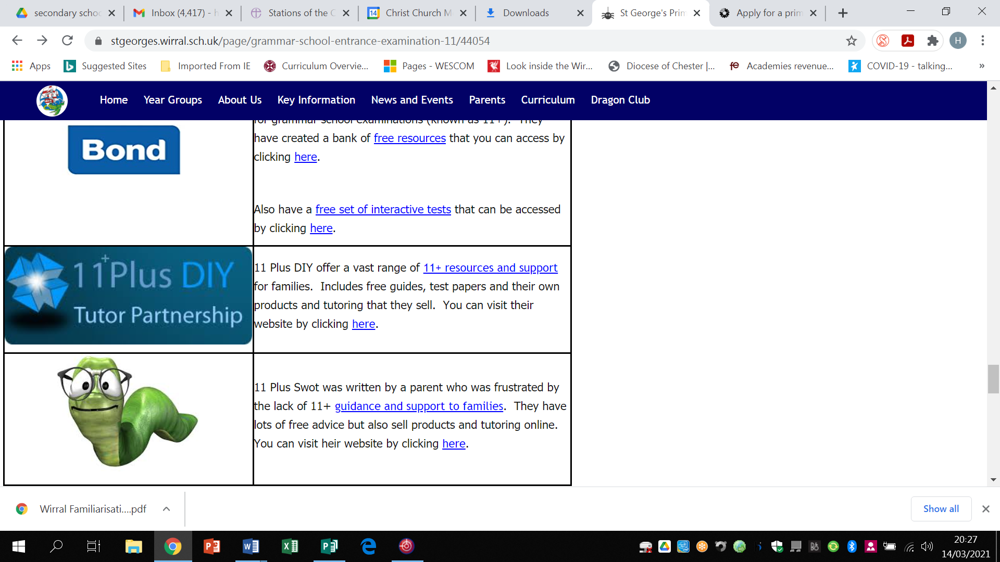 secondary schoo
Inbox (4,417) - h
Stations of the C
14
Christ Church M
Downloads
St George's Prim
Apply for a prim
stgeorges.wirral.sch.uk/page/grammar-school-entrance-examination-11/44054
H
Apps
Suggested Sites
Imported From IE
Curriculum Overvie...
Pages - WESCOM
Look inside the Wir...
Diocese of Chester |...
fe
Academies revenue...
COVID-19 - talking...
»
Home
Year Groups
About Us
Key Information
News and Events
Parents
Curriculum
Dragon Club
Bond
for grammar school examinations (known as 11+).  They
have created a bank of free resources that you can access by
clicking here.
Also have a free set of interactive tests that can be accessed
by clicking here.
11+Plus DIY
Tutor Partnership
11 Plus DIY offer a vast range of 11+ resources and support
for families.  Includes free guides, test papers and their own
products and tutoring that they sell.  You can visit their
website by clicking here.
11 Plus Swot was written by a parent who was frustrated by
the lack of 11+ guidance and support to families.  They have
lots of free advice but also sell products and tutoring online.
You can visit heir website by clicking here.
Wirral Familiarisati....pdf
Show all
20:27
14/03/2021